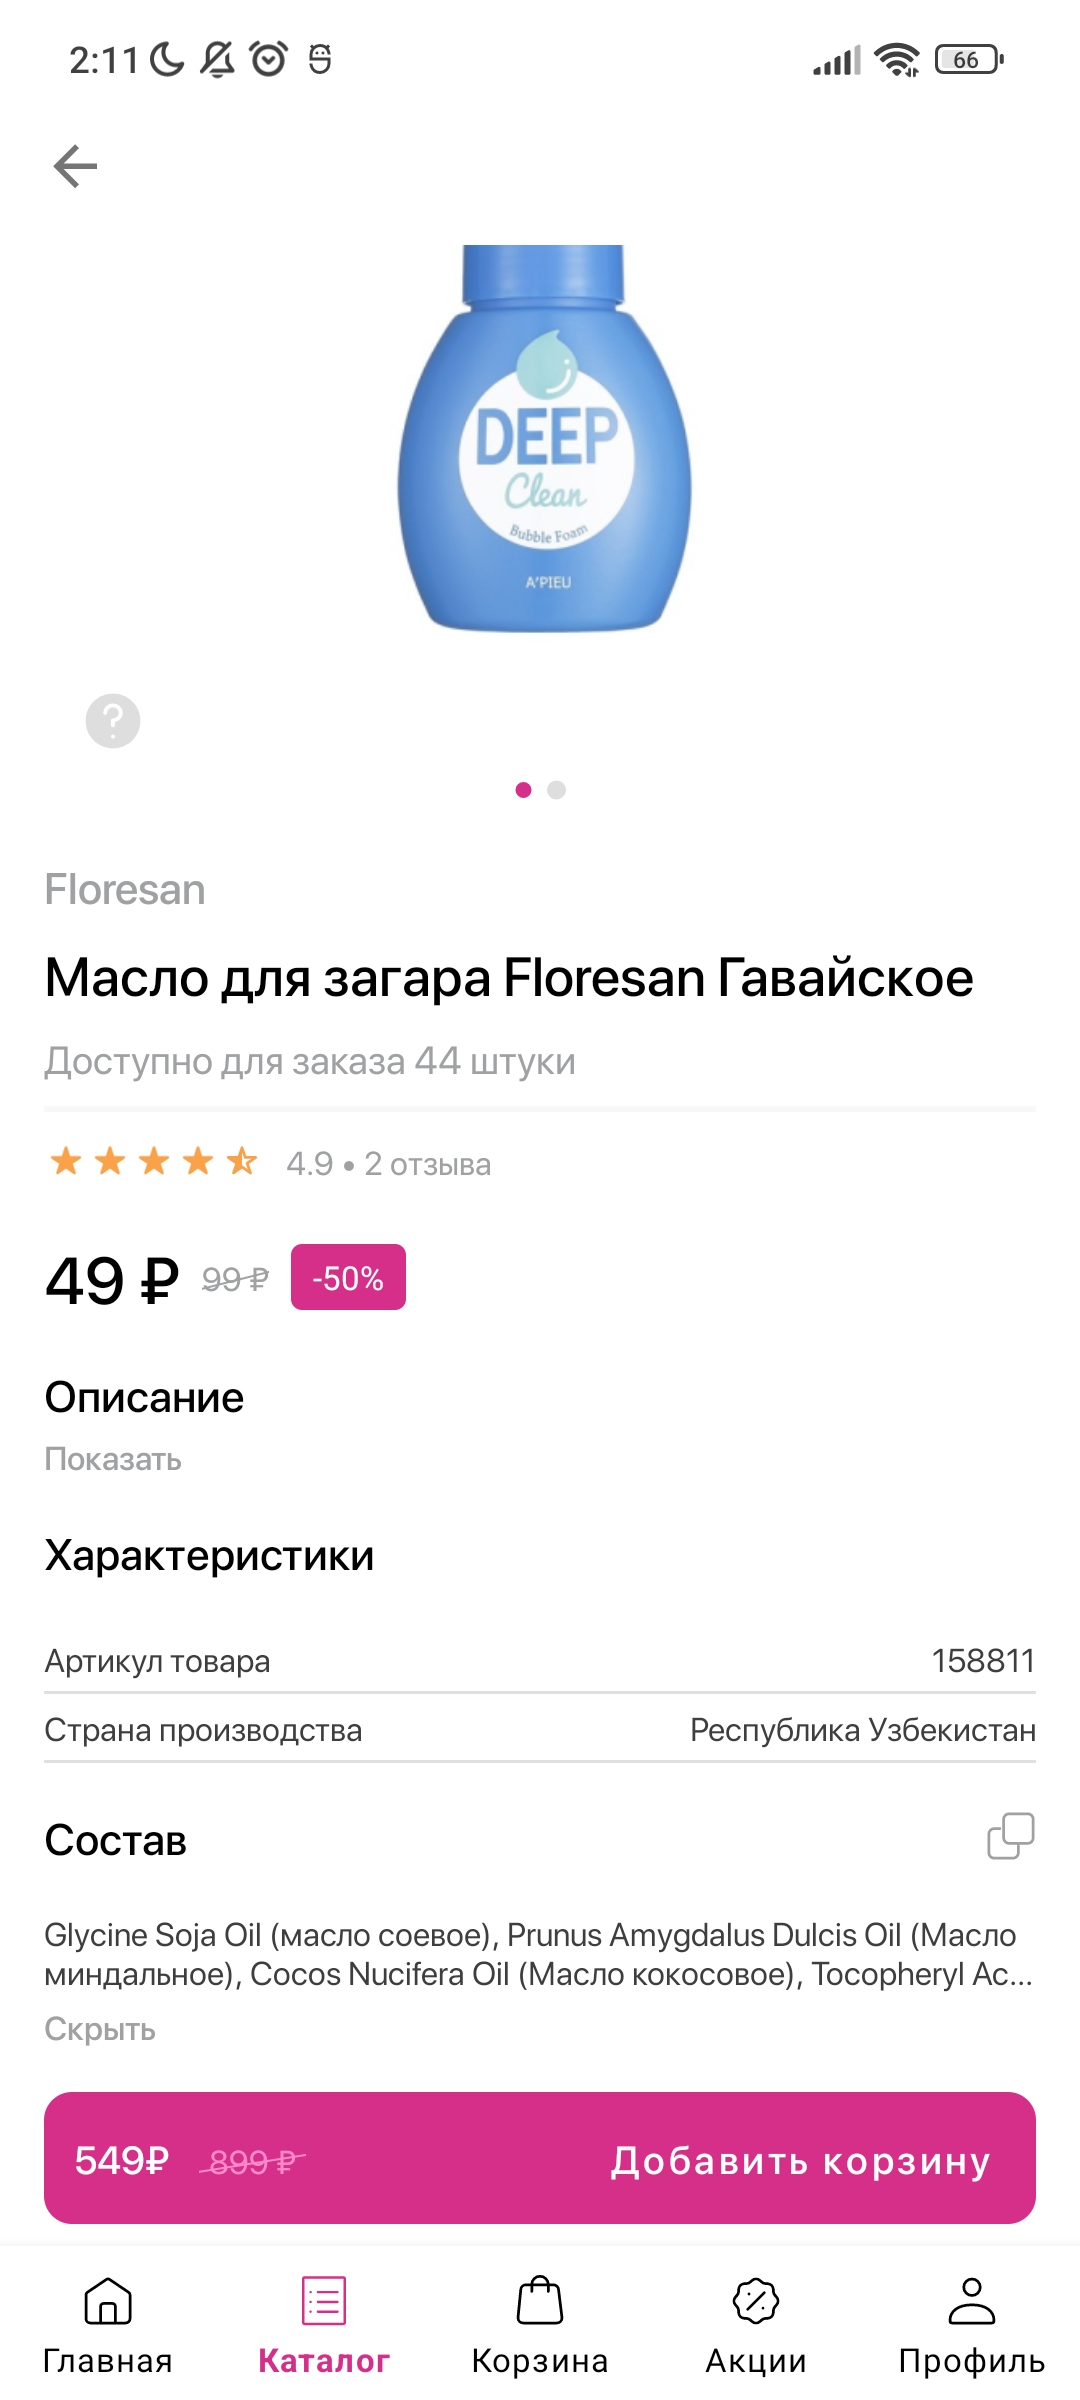 2:11
66
DEEP
Clean
Bubble Foam
A'PIEU
?
Floresan
Масло для загара Floresan Гавайское
Доступно для заказа 44 штуки
4.9 • 2 отзыва
49 ₽ 99 ₽ -50%
Описание
Показать
Характеристики
Артикул товара 158811
Страна производства Республика Узбекистан
Состав
Glycine Soja Oil (масло соевое), Prunus Amygdalus Dulcis Oil (Масло
миндальное), Cocos Nucifera Oil (Масло кокосовое), Tocopheryl Ac...
Скрыть
549₽ 899 ₽ Добавить корзину
Главная Каталог Корзина Акции Профиль